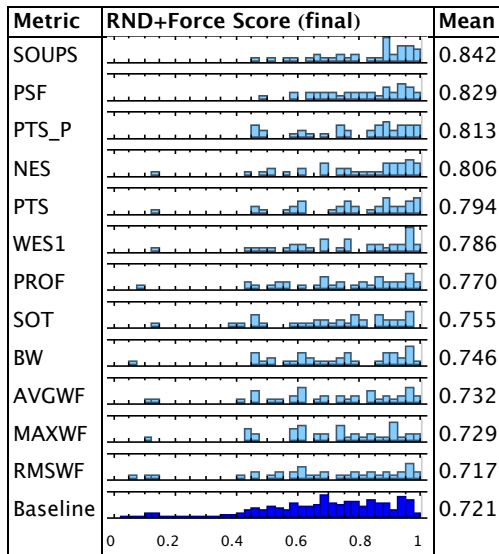 Metric RND+Force Score (final) Mean
SOUPS 0.842
PSF 0.829
PTS_P 0.813
NES 0.806
PTS 0.794
WES1 0.786
PROF 0.770
SOT 0.755
BW 0.746
AVGWF 0.732
MAXWF 0.729
RMSWF 0.717
Baseline 0.721
0 0.2 0.4 0.6 0.8 1